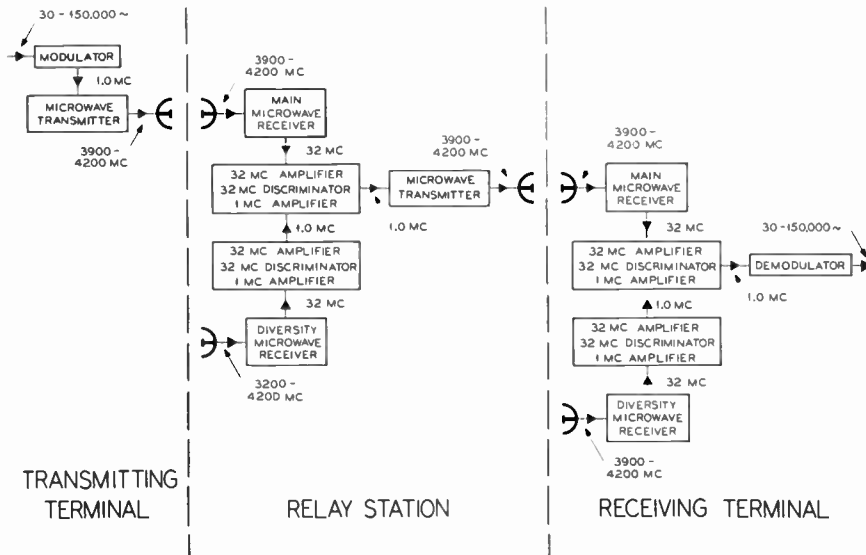 30-150,000~
MODULATOR
1.0 MC
MICROWAVE
TRANSMITTER
3900-
4200 MC
TRANSMITTING
TERMINAL
3900-
4200 MC
MAIN
MICROWAVE
RECEIVER
32 MC
32 MC AMPLIFIER
32 MC DISCRIMINATOR
1 MC AMPLIFIER
1.0 MC
32 MC AMPLIFIER
32 MC DISCRIMINATOR
1 MC AMPLIFIER
32 MC
DIVERSITY
MICROWAVE
RECEIVER
3200-
4200 MC
1.0 MC
MICROWAVE
TRANSMITTER
3900-
4200 MC
RELAY STATION
3900-
4200 MC
MAIN
MICROWAVE
RECEIVER
32 MC
32 MC AMPLIFIER
32 MC DISCRIMINATOR
1 MC AMPLIFIER
1.0 MC
DEMODULATOR
30-150,000~
1.0 MC
32 MC AMPLIFIER
32 MC DISCRIMINATOR
1 MC AMPLIFIER
32 MC
DIVERSITY
MICROWAVE
RECEIVER
3900-
4200 MC
RECEIVING TERMINAL